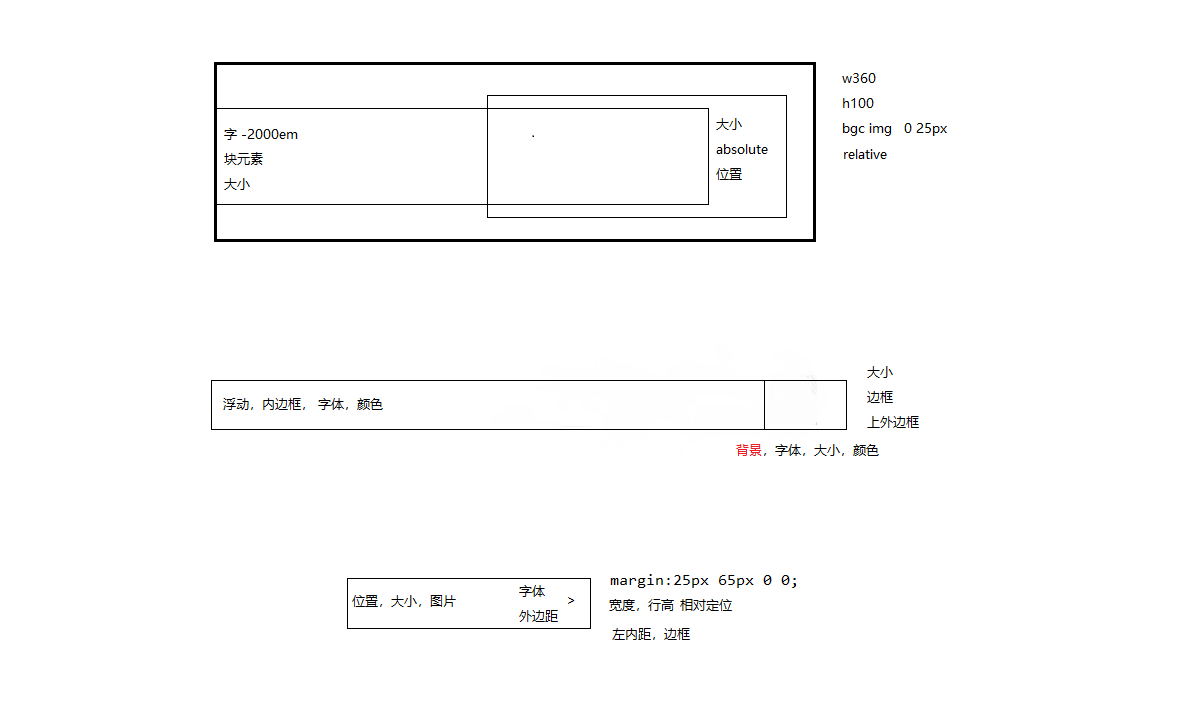 w360
h100
bgc img 0 25px
relative
字 -2000em
块元素
大小
大小
absolute
位置
大小
边框
上外边框
浮动，内边框， 字体，颜色
背景，字体，大小，颜色
margin:25px 65px 0 0;
宽度，行高 相对定位
左内距，边框
位置，大小，图片
字体
外边距
>